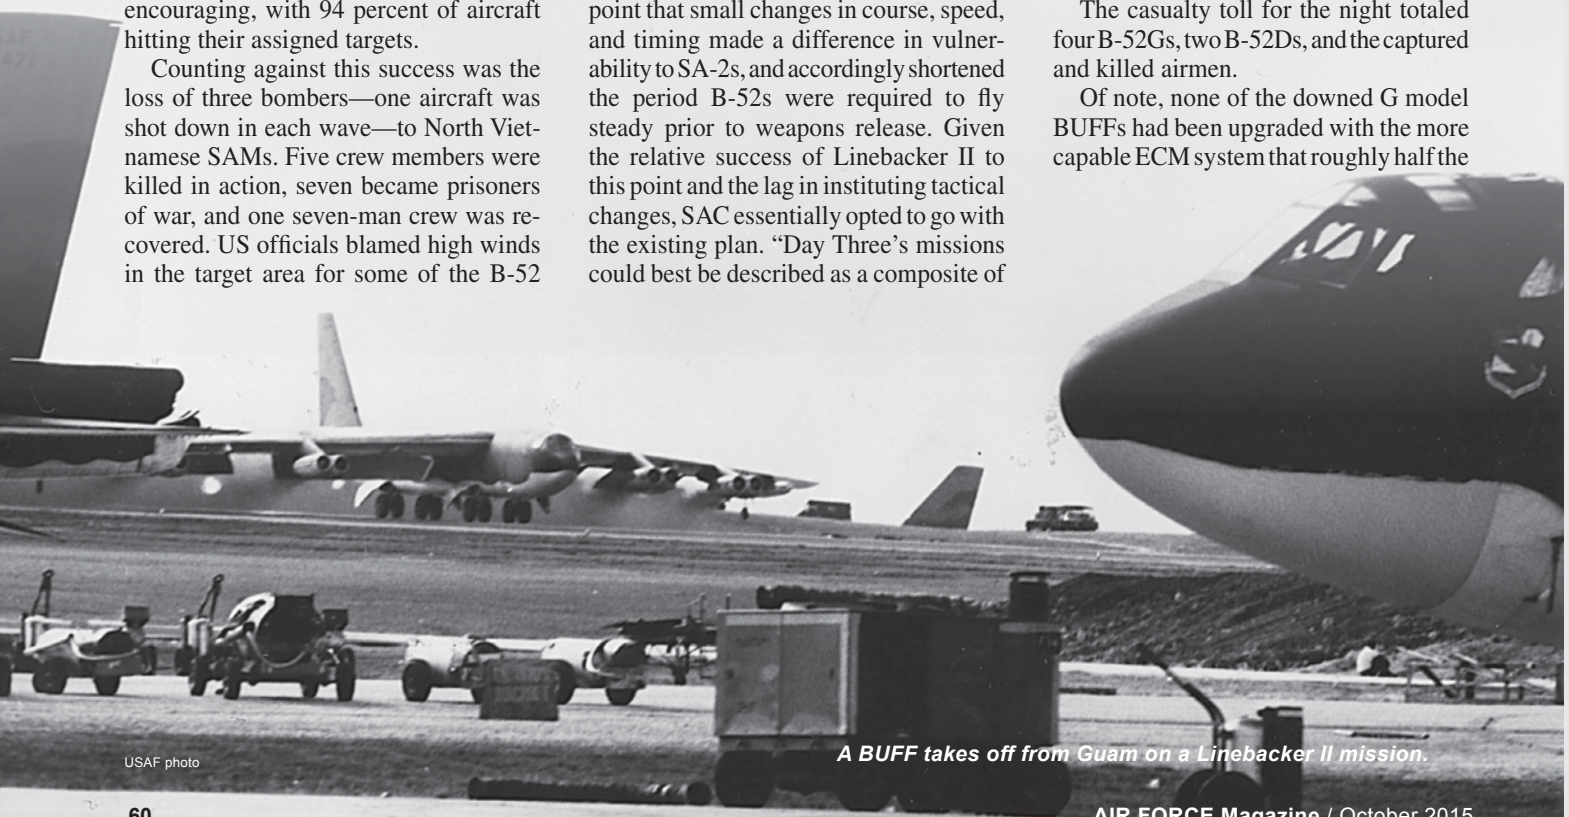 encouraging, with 94 percent of aircraft
hitting their assigned targets.
Counting against this success was the
loss of three bombers—one aircraft was
shot down in each wave—to North Viet-
namese SAMs. Five crew members were
killed in action, seven became prisoners
of war, and one seven-man crew was re-
covered. US officials blamed high winds
in the target area for some of the B-52
point that small changes in course, speed,
and timing made a difference in vulner-
ability to SA-2s, and accordingly shortened
the period B-52s were required to fly
steady prior to weapons release. Given
the relative success of Linebacker II to
this point and the lag in instituting tactical
changes, SAC essentially opted to go with
the existing plan. “Day Three’s missions
could best be described as a composite of
The casualty toll for the night totaled
four B-52Gs, two B-52Ds, and the captured
and killed airmen.
Of note, none of the downed G model
BUFFs had been upgraded with the more
capable ECM system that roughly half the
A BUFF takes off from Guam on a Linebacker II mission.
USAF photo
60
AIR FORCE Magazine / October 2015